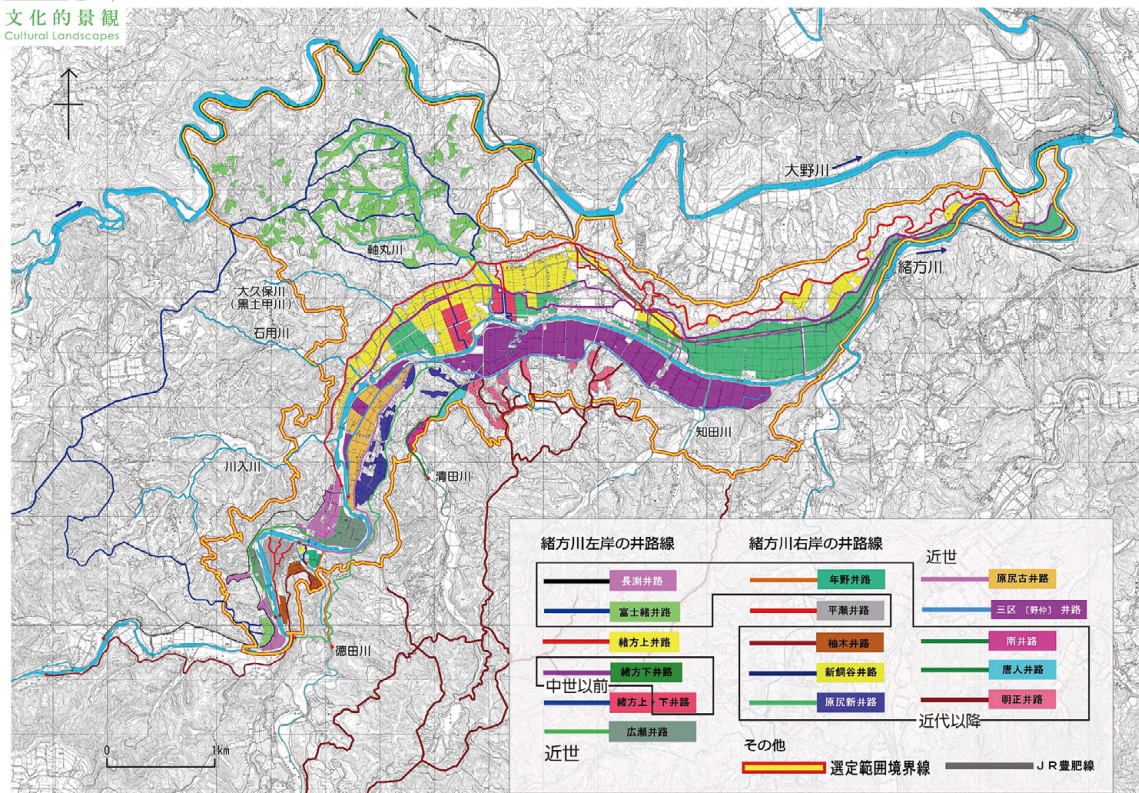 文化的景観
Cultural Landscapes
大野川
軸丸川
緒方川
大久保川
(黒土甲川)
石用川
知田川
川入川
清田川
徳田川
0 1km
緒方川左岸の井路線
長渕井路
富士緒井路
緒方上井路
緒方下井路
中世以前
緒方上・下井路
広瀬井路
近世
緒方川右岸の井路線
年野井路
平瀬井路
柚木井路
新飼谷井路
原尻新井路
近世
原尻古井路
三区 〔野仲〕 井路
南井路
唐人井路
明正井路
近代以降
その他
選定範囲境界線
JR豊肥線